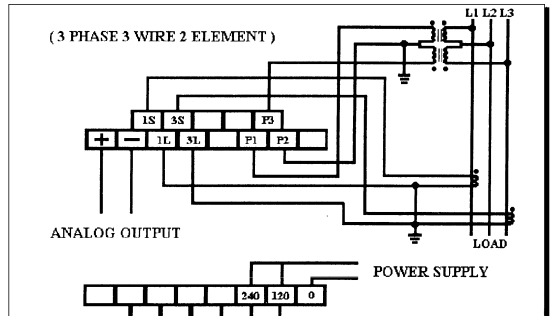 L1 L2 L3
( 3 PHASE 3 WIRE 2 ELEMENT )
1S 3S P3
+ − 1L 3L P1 P2
ANALOG OUTPUT
LOAD
POWER SUPPLY
240 120 0